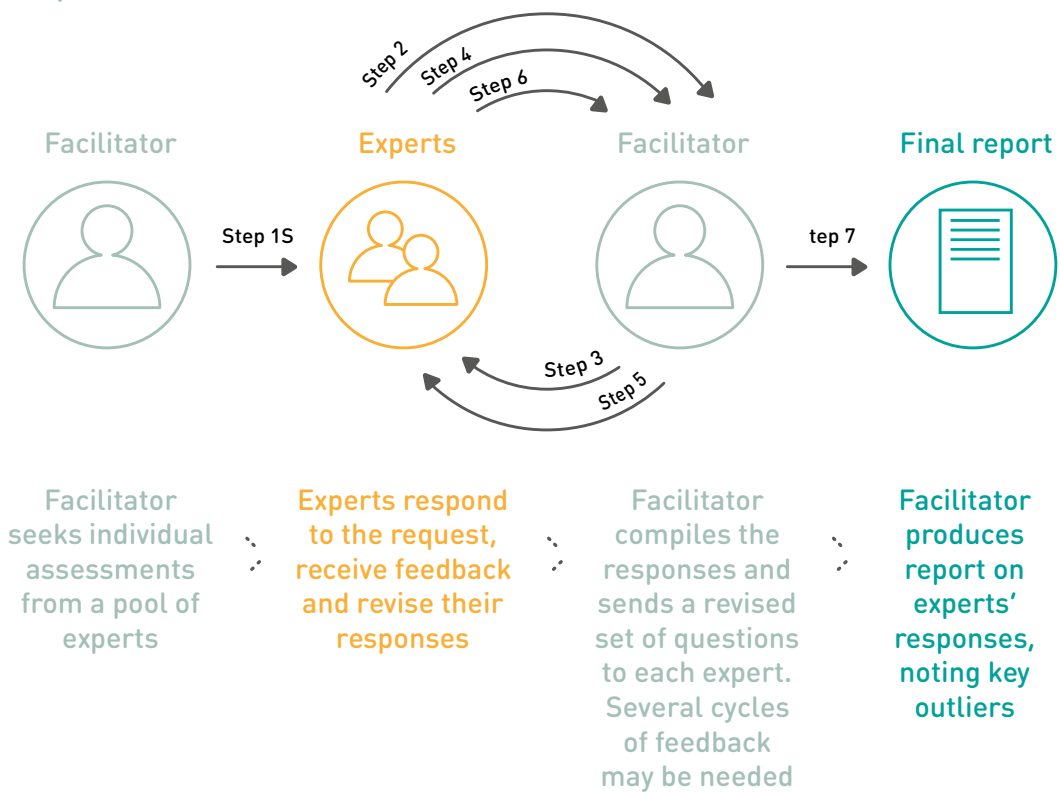 Step 2
Step 4
Step 6
Facilitator
Experts
Facilitator
Final report
Step 1S
tep 7
Step 3
Step 5
Facilitator
seeks individual
assessments
from a pool of
experts
Experts respond
to the request,
receive feedback
and revise their
responses
Facilitator
compiles the
responses and
sends a revised
set of questions
to each expert.
Several cycles
of feedback
may be needed
Facilitator
produces
report on
experts’
responses,
noting key
outliers